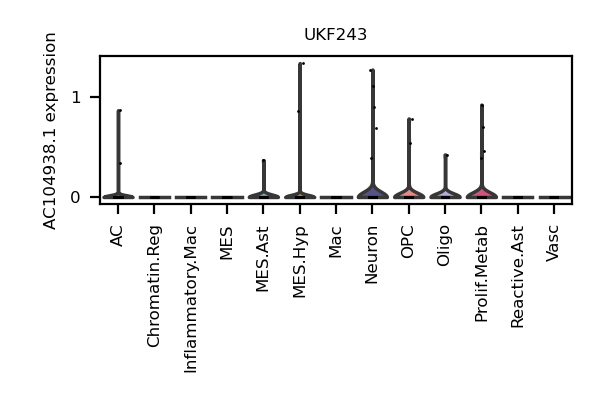 UKF243
AC104938.1 expression
1
0
AC
Chromatin.Reg
Inflammatory.Mac
MES
MES.Ast
MES.Hyp
Mac
Neuron
OPC
Oligo
Prolif.Metab
Reactive.Ast
Vasc